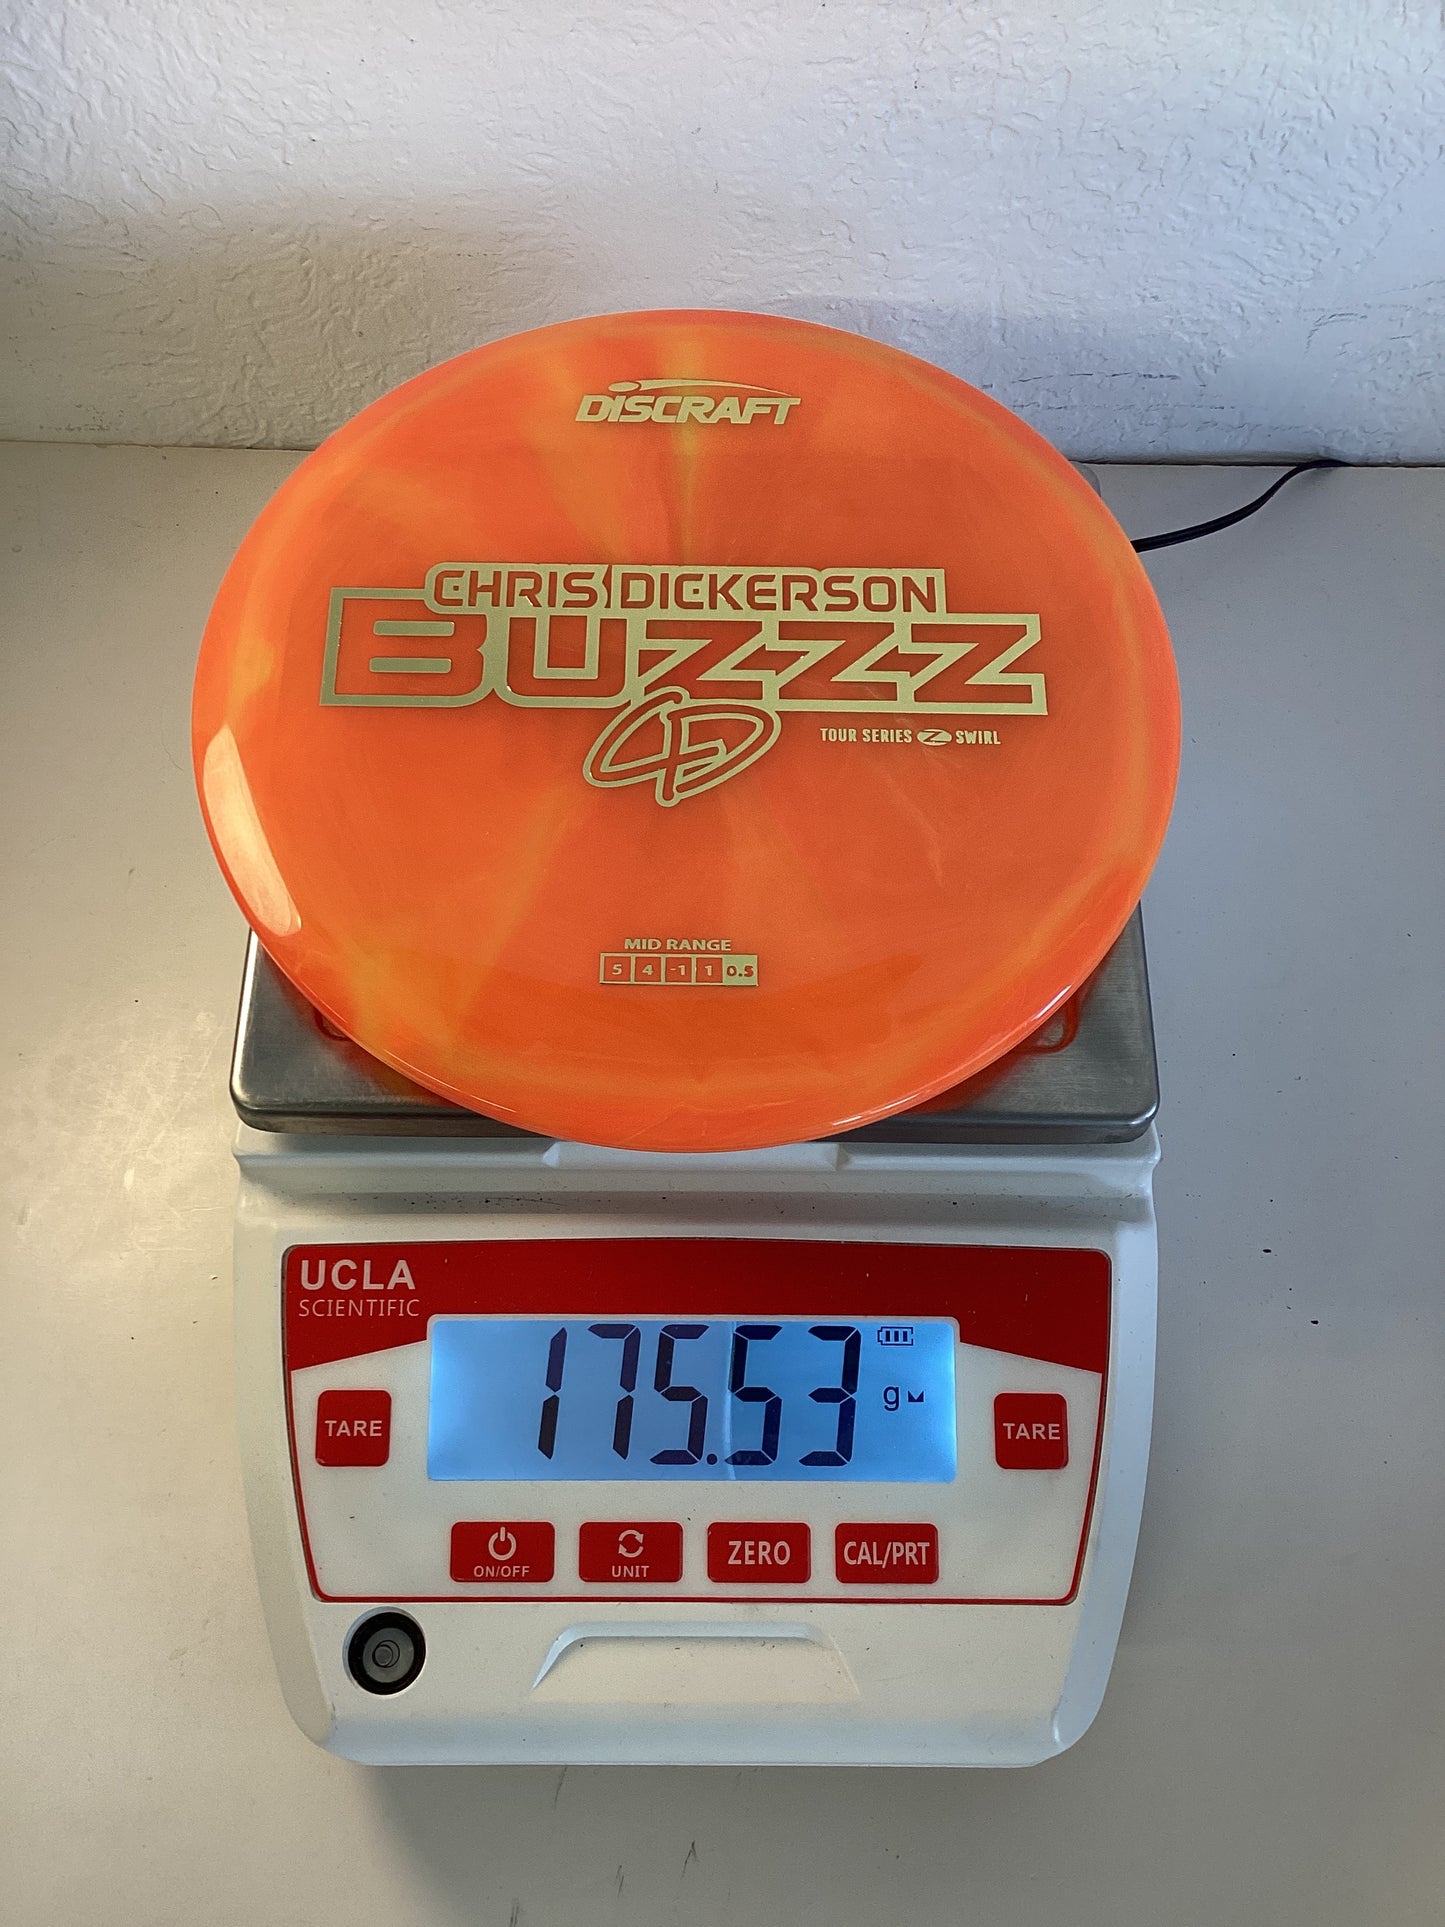 DISCRAFT
CHRIS DICKERSON
BUZZZ
CD
TOUR SERIES Z SWIRL
MID RANGE
5 4 -1 1 0.5
UCLA
SCIENTIFIC
175.53 g
TARE
TARE
ON/OFF
UNIT
ZERO
CAL/PRT